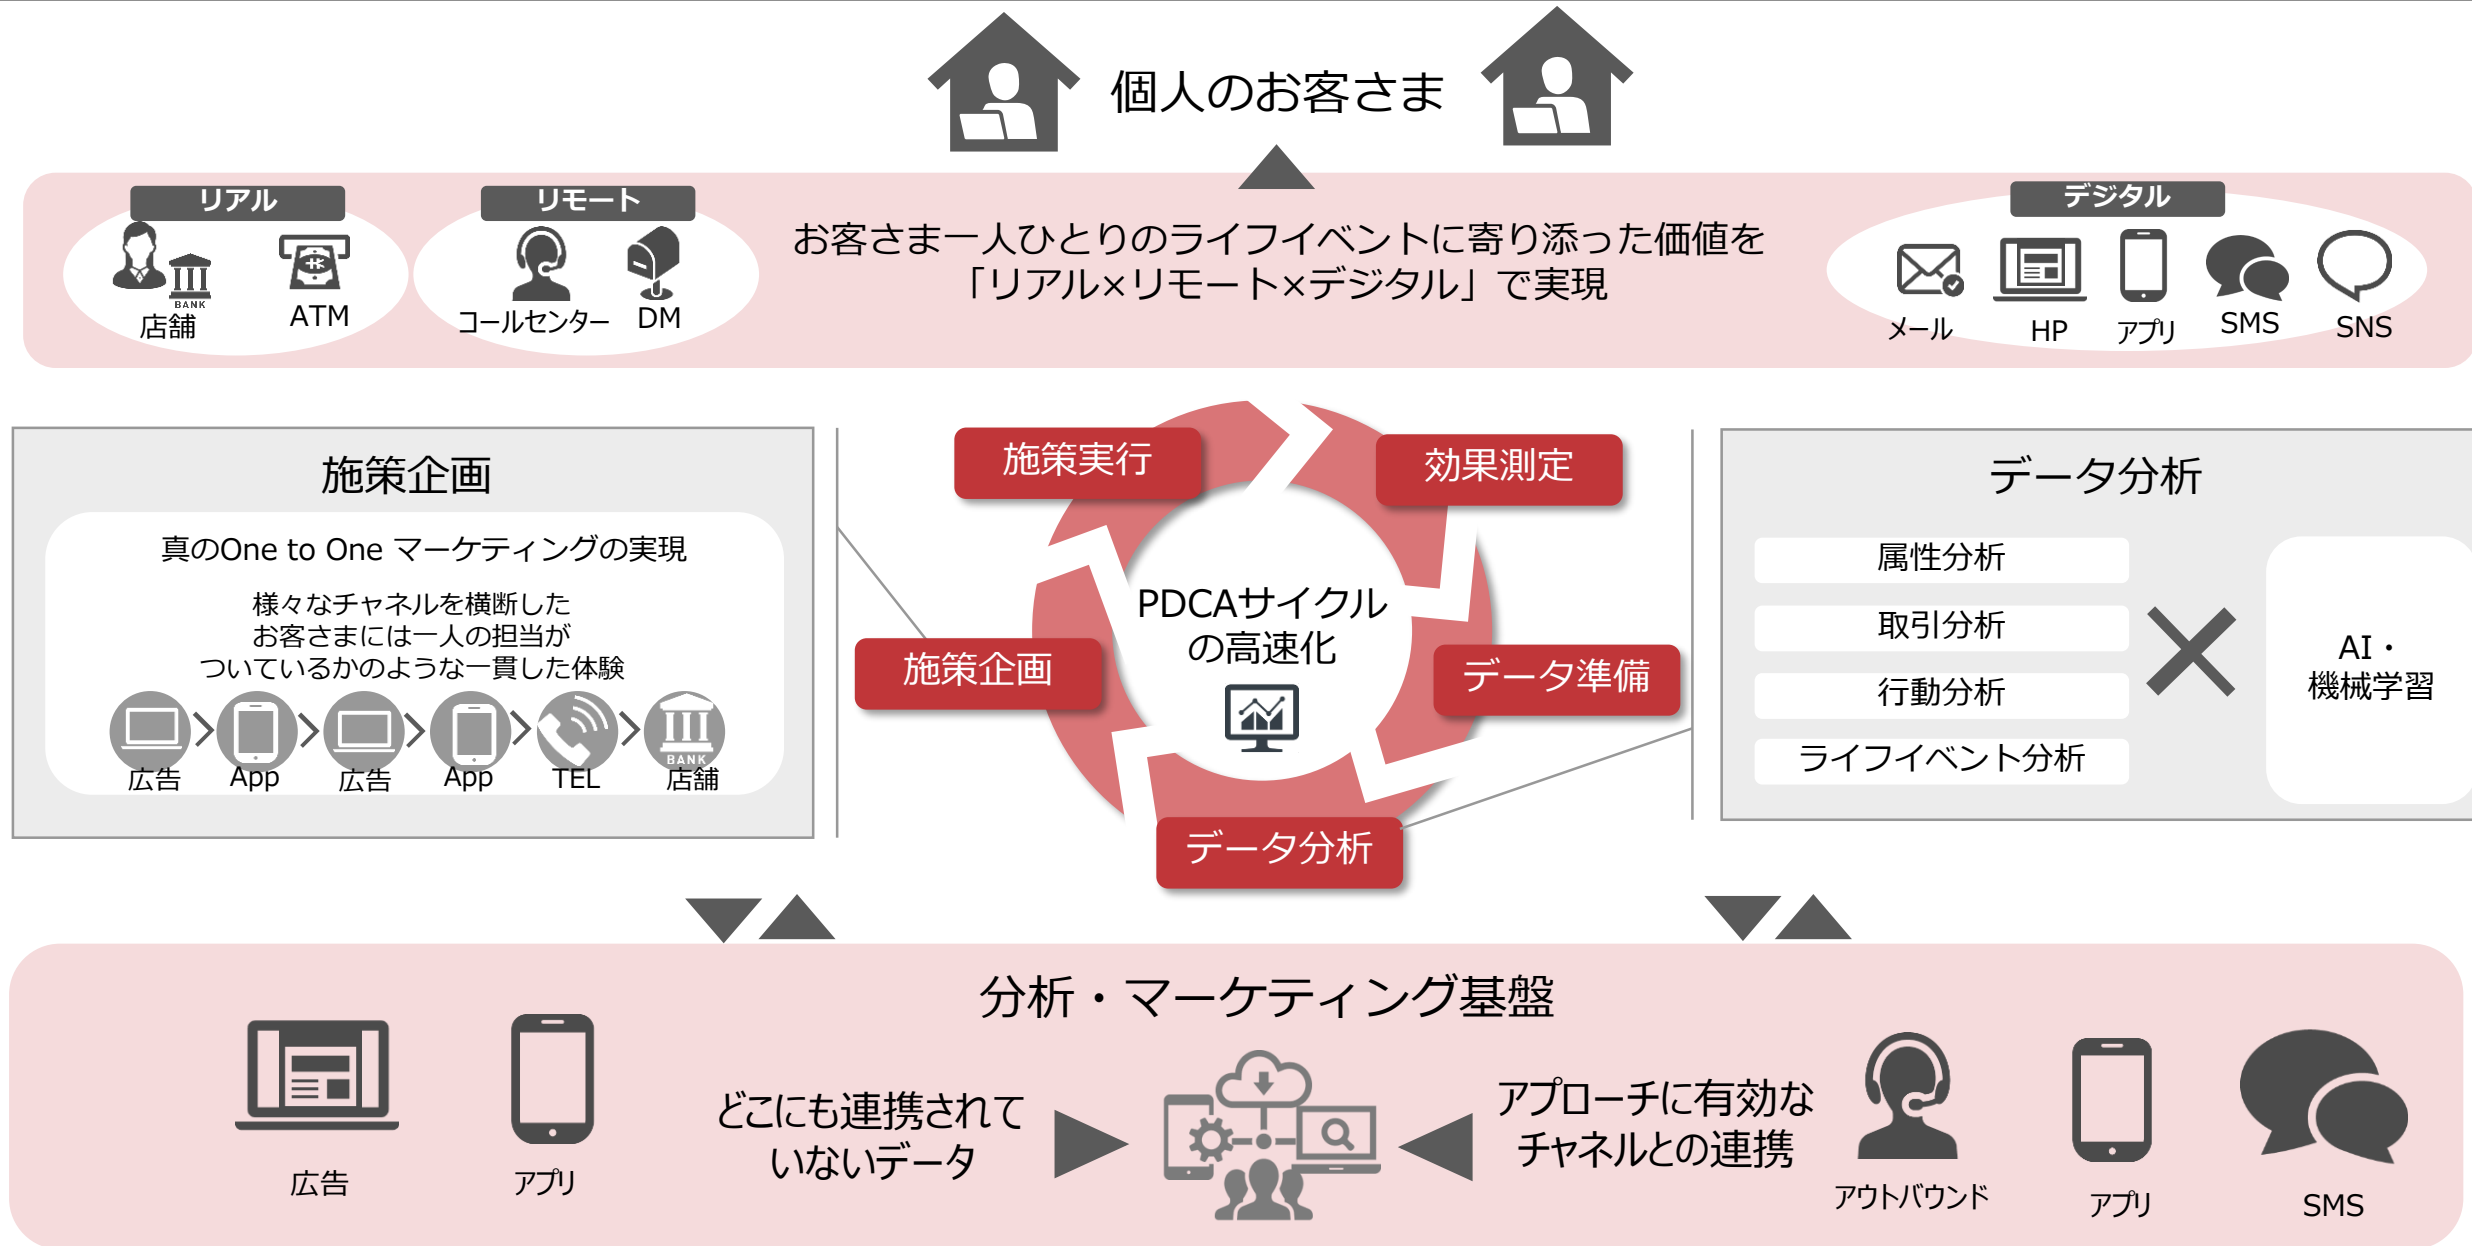 個人のお客さま
リアル
BANK
店舗
ATM
リモート
コールセンター
DM
お客さま一人ひとりのライフイベントに寄り添った価値を
「リアル×リモート×デジタル」で実現
デジタル
メール
HP
アプリ
SMS
SNS
施策企画
真のOne to One マーケティングの実現
様々なチャネルを横断した
お客さまには一人の担当が
ついているかのような一貫した体験
広告
App
広告
App
TEL
BANK
店舗
施策実行
効果測定
施策企画
データ準備
データ分析
PDCAサイクル
の高速化
データ分析
属性分析
取引分析
行動分析
ライフイベント分析
AI・
機械学習
分析・マーケティング基盤
広告
アプリ
どこにも連携されて
いないデータ
アプローチに有効な
チャネルとの連携
アウトバウンド
アプリ
SMS